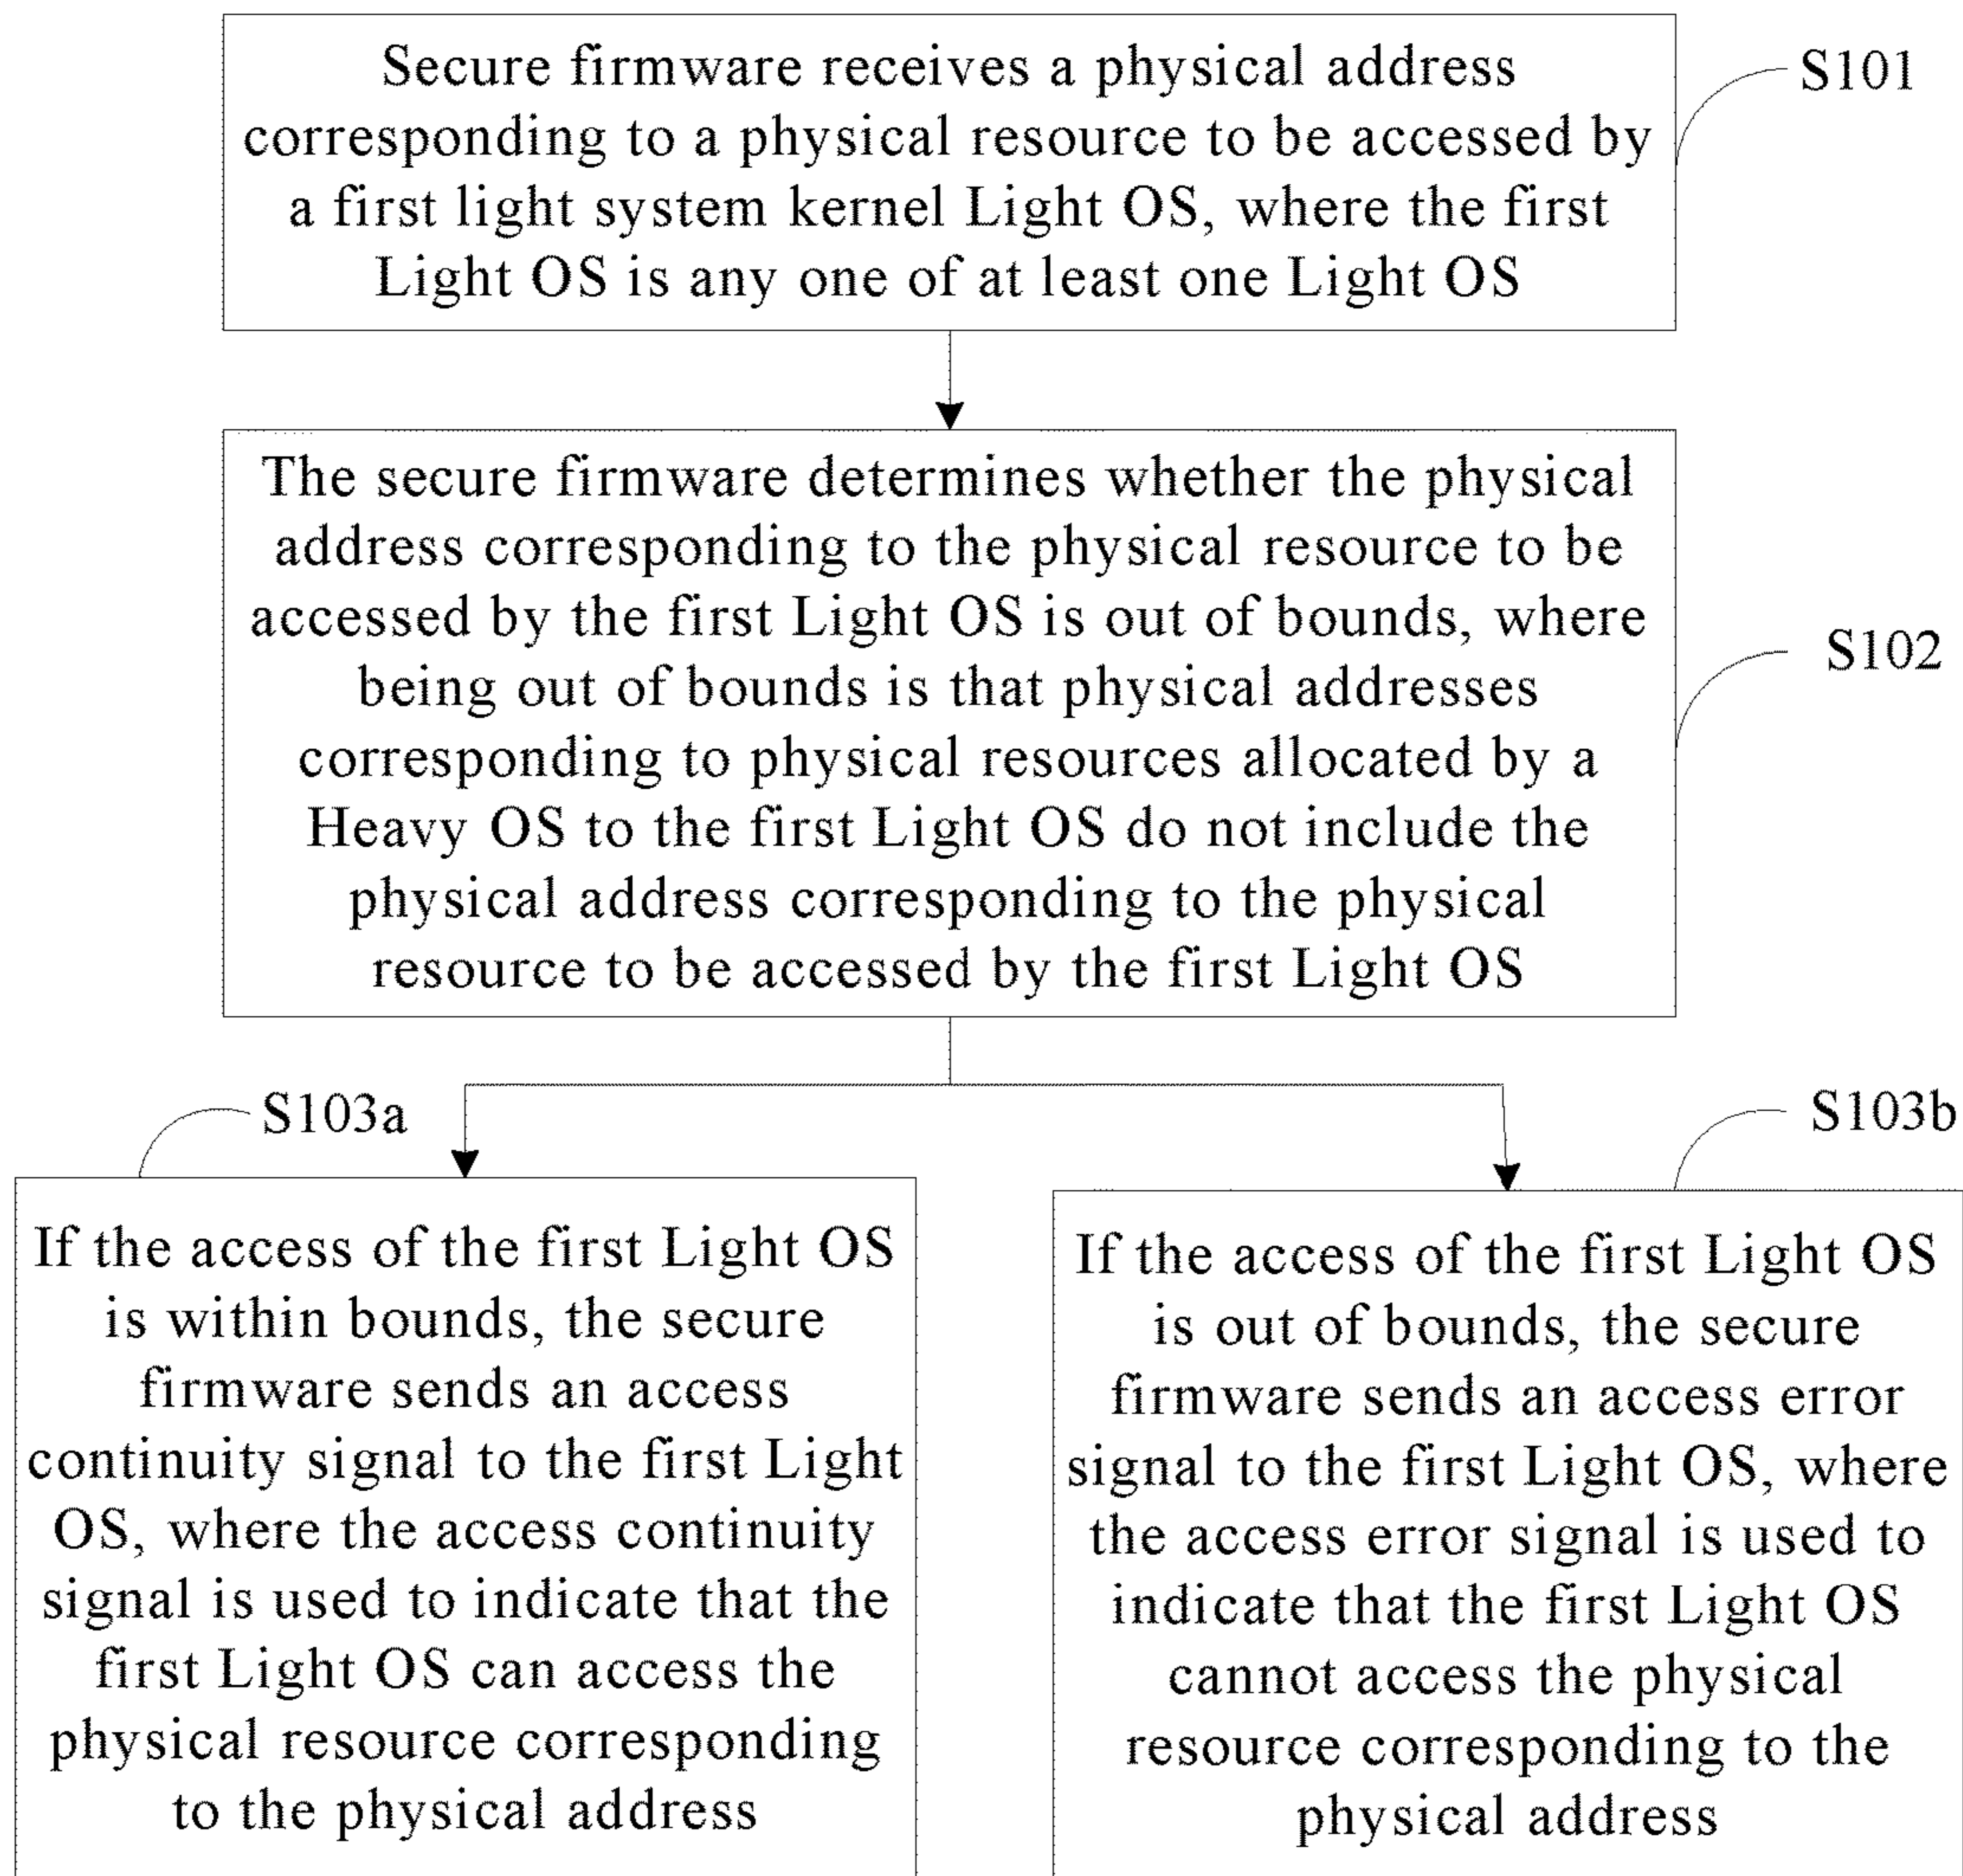 Secure firmware receives a physical address
corresponding to a physical resource to be accessed by
a first light system kernel Light OS, where the first
Light OS is any one of at least one Light OS
S101
The secure firmware determines whether the physical
address corresponding to the physical resource to be
accessed by the first Light OS is out of bounds, where
being out of bounds is that physical addresses
corresponding to physical resources allocated by a
Heavy OS to the first Light OS do not include the
physical address corresponding to the physical
resource to be accessed by the first Light OS
S102
S103a
If the access of the first Light OS
is within bounds, the secure
firmware sends an access
continuity signal to the first Light
OS, where the access continuity
signal is used to indicate that the
first Light OS can access the
physical resource corresponding
to the physical address
S103b
If the access of the first Light OS
is out of bounds, the secure
firmware sends an access error
signal to the first Light OS, where
the access error signal is used to
indicate that the first Light OS
cannot access the physical
resource corresponding to the
physical address